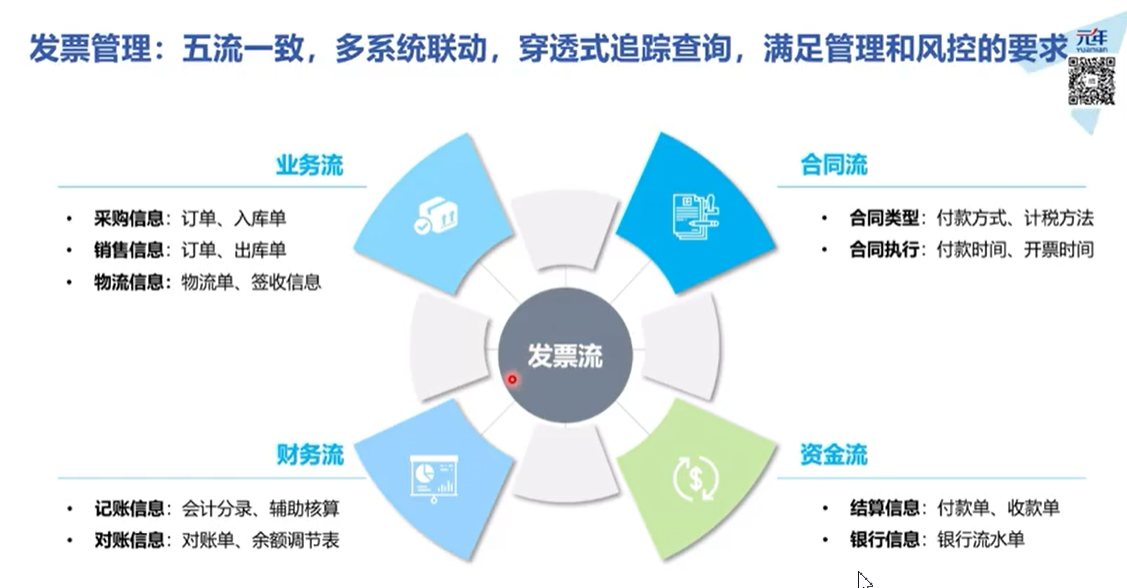 发票管理：五流一致，多系统联动，穿透式追踪查询，满足管理和风控的要求
元年
yuanian
业务流
• 采购信息：订单、入库单
• 销售信息：订单、出库单
• 物流信息：物流单、签收信息
合同流
• 合同类型：付款方式、计税方法
• 合同执行：付款时间、开票时间
发票流
财务流
• 记账信息：会计分录、辅助核算
• 对账信息：对账单、余额调节表
资金流
• 结算信息：付款单、收款单
• 银行信息：银行流水单